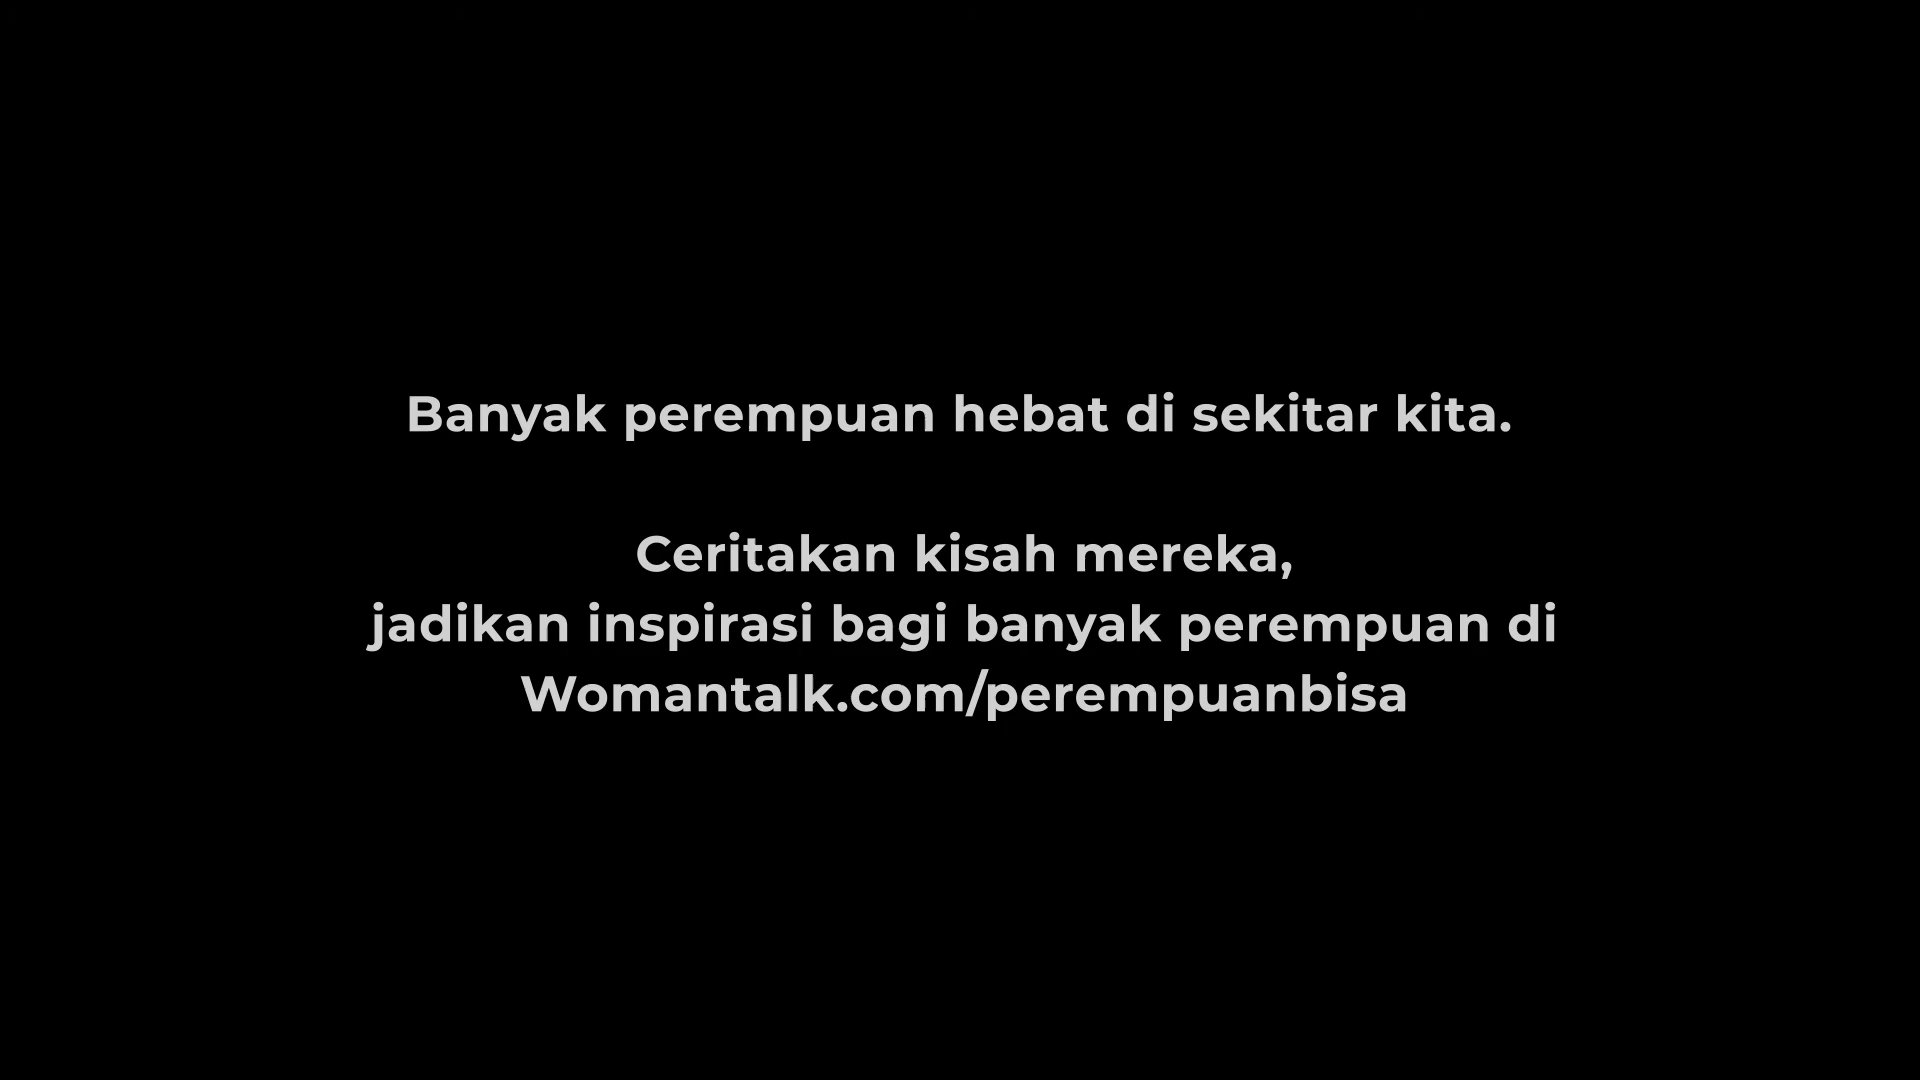 Banyak perempuan hebat di sekitar kita.
Ceritakan kisah mereka,
jadikan inspirasi bagi banyak perempuan di
Womantalk.com/perempuanbisa